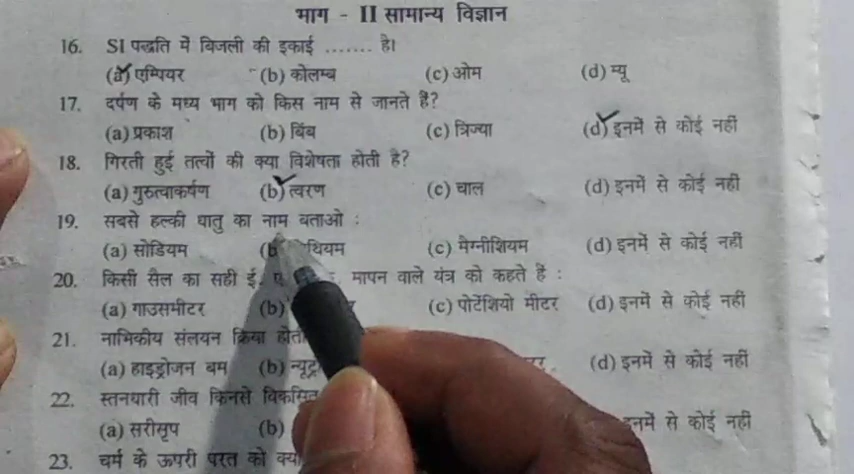 भाग - II सामान्य विज्ञान
16. SI पद्धति में बिजली की इकाई ....... है।
(a) एम्पियर (b) कोलम्ब (c) ओम (d) म्यू
17. दर्पण के मध्य भाग को किस नाम से जानते हैं?
(a) प्रकाश (b) बिंब (c) त्रिज्या (d) इनमें से कोई नहीं
18. गिरती हुई तत्वों की क्या विशेषता होती है?
(a) गुरुत्वाकर्षण (b) त्वरण (c) चाल (d) इनमें से कोई नहीं
19. सबसे हल्की धातु का नाम बताओ :
(a) सोडियम (b) थियम (c) मैग्नीशियम (d) इनमें से कोई नहीं
20. किसी सैल का सही ई. मापन वाले यंत्र को कहते हैं :
(a) गाउसमीटर (b) (c) पोटेंशियो मीटर (d) इनमें से कोई नहीं
21. नाभिकीय संलयन क्रिया होती
(a) हाइड्रोजन बम (b) न्यूट्र टर (d) इनमें से कोई नहीं
22. स्तनधारी जीव किनसे विकसित
(a) सरीसृप (b) इनमें से कोई नहीं
23. चर्म के ऊपरी परत को क्या